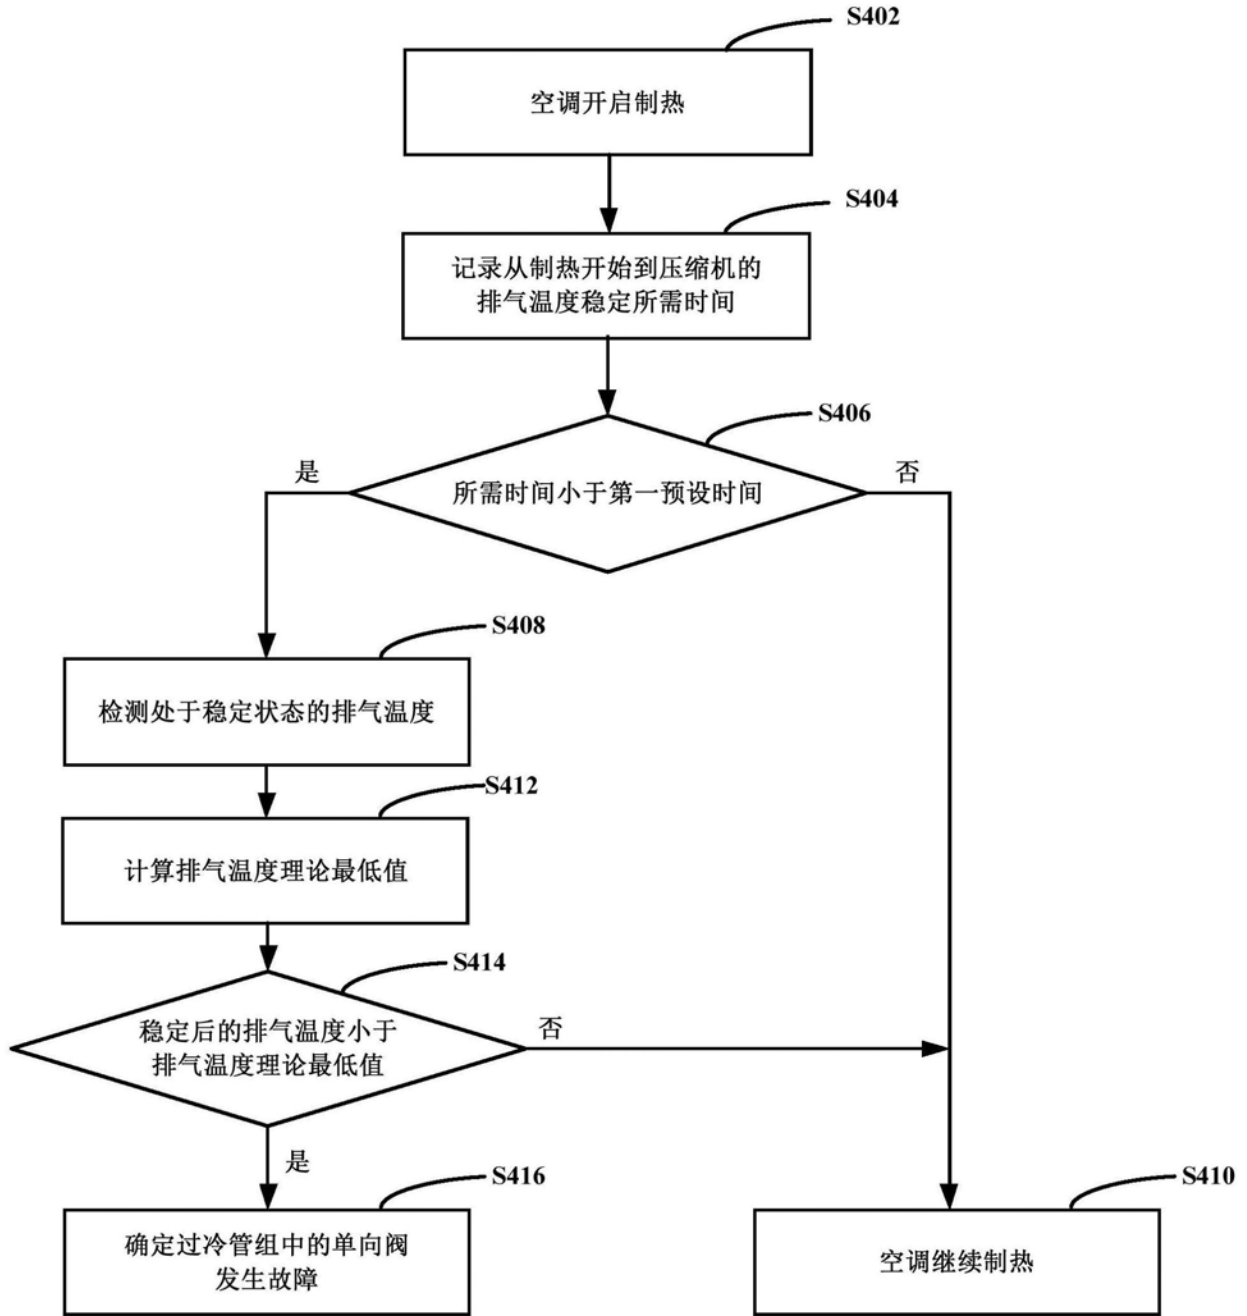 S402
空调开启制热
S404
记录从制热开始到压缩机的
排气温度稳定所需时间
S406
是
否
所需时间小于第一预设时间
S408
检测处于稳定状态的排气温度
S412
计算排气温度理论最低值
S414
稳定后的排气温度小于
排气温度理论最低值
否
是
S416
确定过冷管组中的单向阀
发生故障
S410
空调继续制热